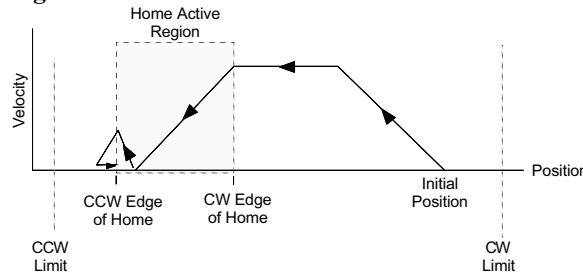 Home Active
Region
Velocity
Position
CCW Edge
of Home
CW Edge
of Home
Initial
Position
CCW
Limit
CW
Limit